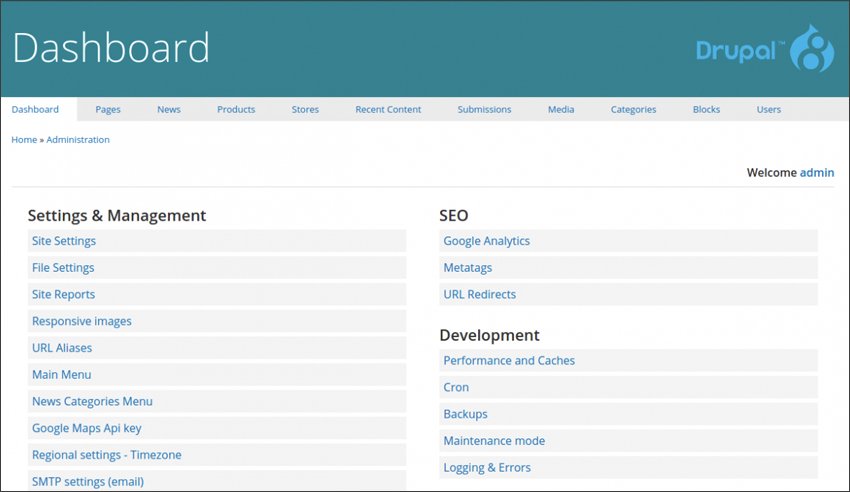 Dashboard
Drupal™
Dashboard Pages News Products Stores Recent Content Submissions Media Categories Blocks Users
Home » Administration
Welcome admin
Settings & Management
Site Settings
File Settings
Site Reports
Responsive images
URL Aliases
Main Menu
News Categories Menu
Google Maps Api key
Regional settings - Timezone
SMTP settings (email)
SEO
Google Analytics
Metatags
URL Redirects
Development
Performance and Caches
Cron
Backups
Maintenance mode
Logging & Errors